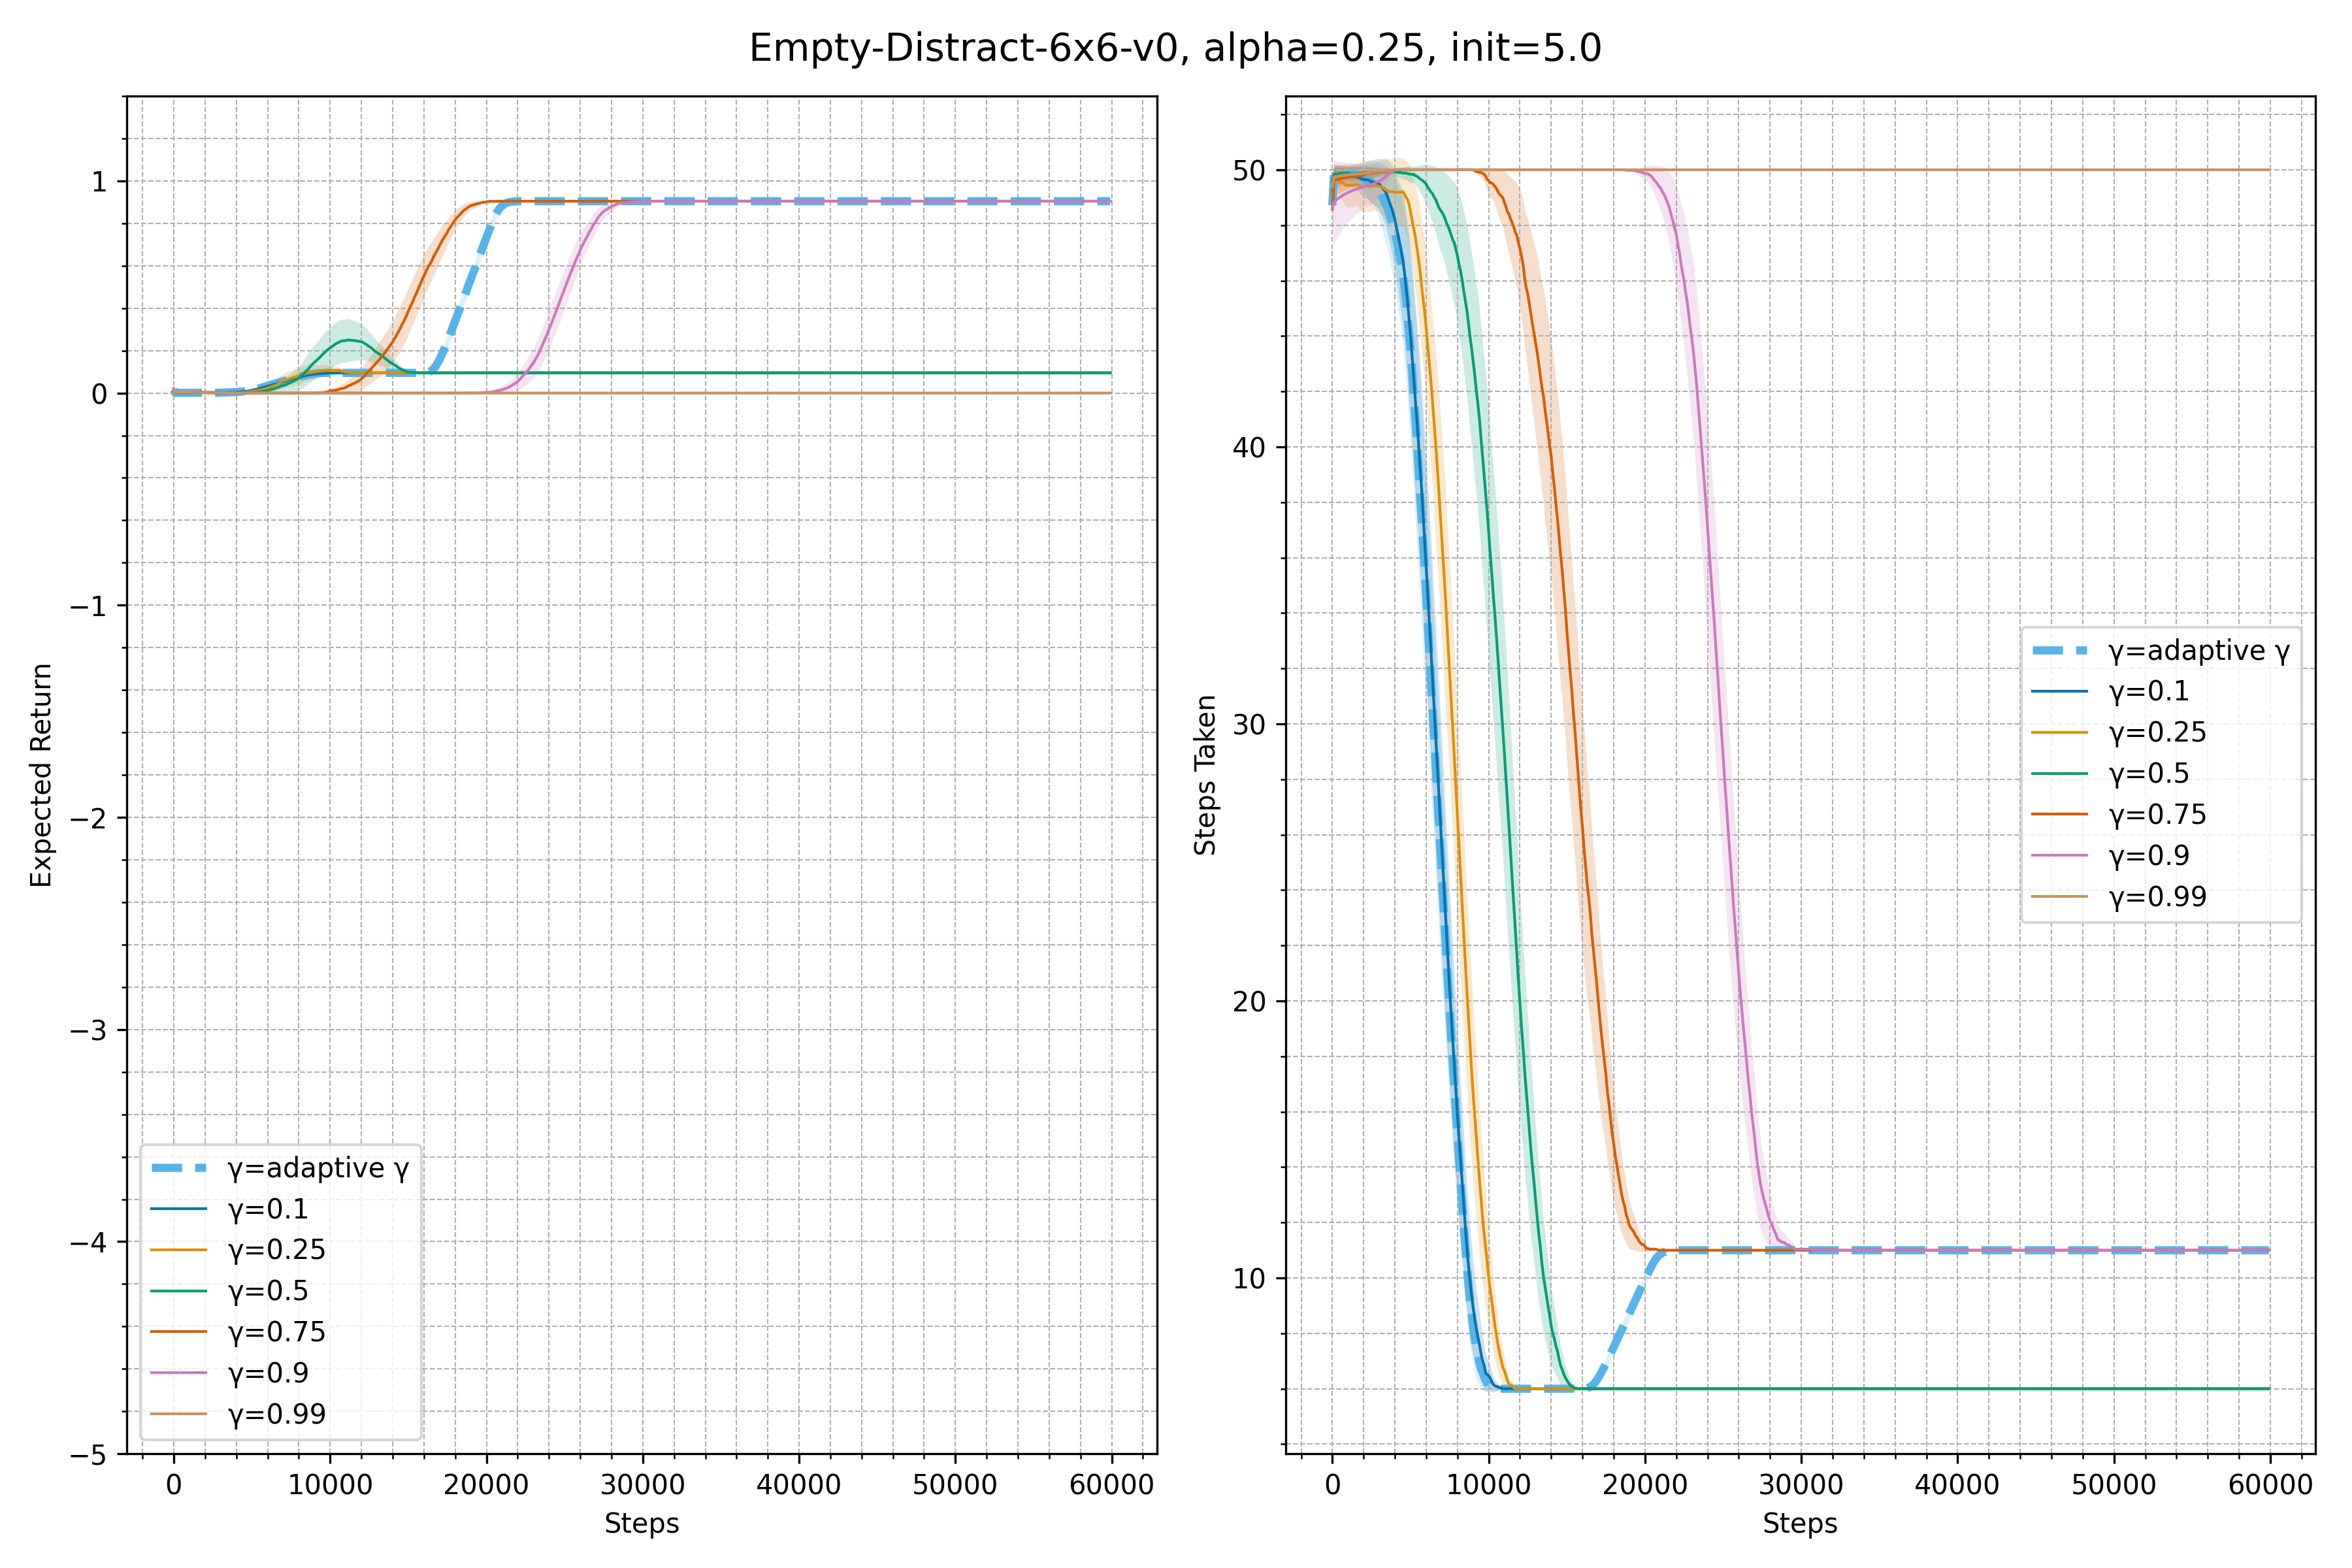 Empty-Distract-6x6-v0, alpha=0.25, init=5.0
Expected Return
1
0
−1
−2
−3
−4
−5
γ=adaptive γ
γ=0.1
γ=0.25
γ=0.5
γ=0.75
γ=0.9
γ=0.99
0 10000 20000 30000 40000 50000 60000
Steps
Steps Taken
50
40
30
20
10
γ=adaptive γ
γ=0.1
γ=0.25
γ=0.5
γ=0.75
γ=0.9
γ=0.99
0 10000 20000 30000 40000 50000 60000
Steps